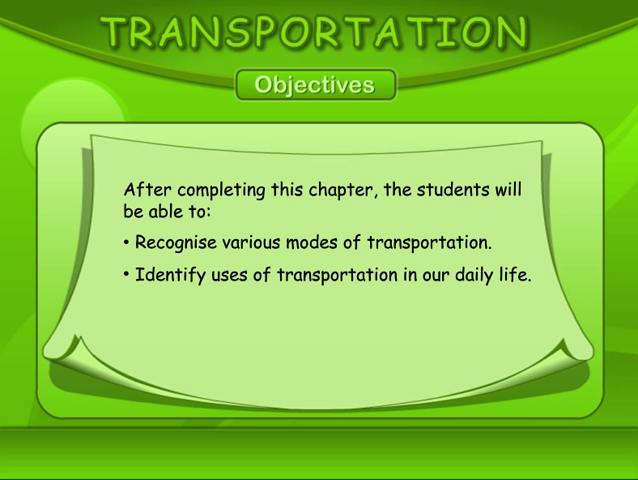 TRANSPORTATION
Objectives
After completing this chapter, the students will
be able to:
• Recognise various modes of transportation.
• Identify uses of transportation in our daily life.